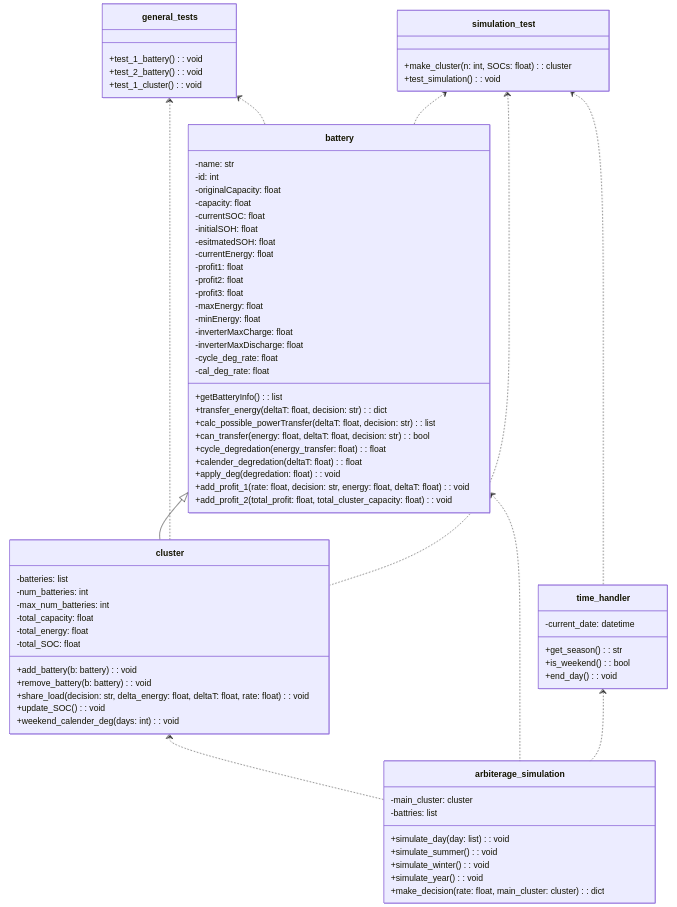 general_tests
+test_1_battery() : : void
+test_2_battery() : : void
+test_1_cluster() : : void
simulation_test
+make_cluster(n: int, SOCs: float) : : cluster
+test_simulation() : : void
battery
-name: str
-id: int
-originalCapacity: float
-capacity: float
-currentSOC: float
-initialSOH: float
-esitmatedSOH: float
-currentEnergy: float
-profit1: float
-profit2: float
-profit3: float
-maxEnergy: float
-minEnergy: float
-inverterMaxCharge: float
-inverterMaxDischarge: float
-cycle_deg_rate: float
-cal_deg_rate: float
+getBatteryInfo() : : list
+transfer_energy(deltaT: float, decision: str) : : dict
+calc_possible_powerTransfer(deltaT: float, decision: str) : : list
+can_transfer(energy: float, deltaT: float, decision: str) : : bool
+cycle_degredation(energy_transfer: float) : : float
+calender_degredation(deltaT: float) : : float
+apply_deg(degredation: float) : : void
+add_profit_1(rate: float, decision: str, energy: float, deltaT: float) : : void
+add_profit_2(total_profit: float, total_cluster_capacity: float) : : void
cluster
-batteries: list
-num_batteries: int
-max_num_batteries: int
-total_capacity: float
-total_energy: float
-total_SOC: float
+add_battery(b: battery) : : void
+remove_battery(b: battery) : : void
+share_load(decision: str, delta_energy: float, deltaT: float, rate: float) : : void
+update_SOC() : : void
+weekend_calender_deg(days: int) : : void
time_handler
-current_date: datetime
+get_season() : : str
+is_weekend() : : bool
+end_day() : : void
arbiterage_simulation
-main_cluster: cluster
-battries: list
+simulate_day(day: list) : : void
+simulate_summer() : : void
+simulate_winter() : : void
+simulate_year() : : void
+make_decision(rate: float, main_cluster: cluster) : : dict